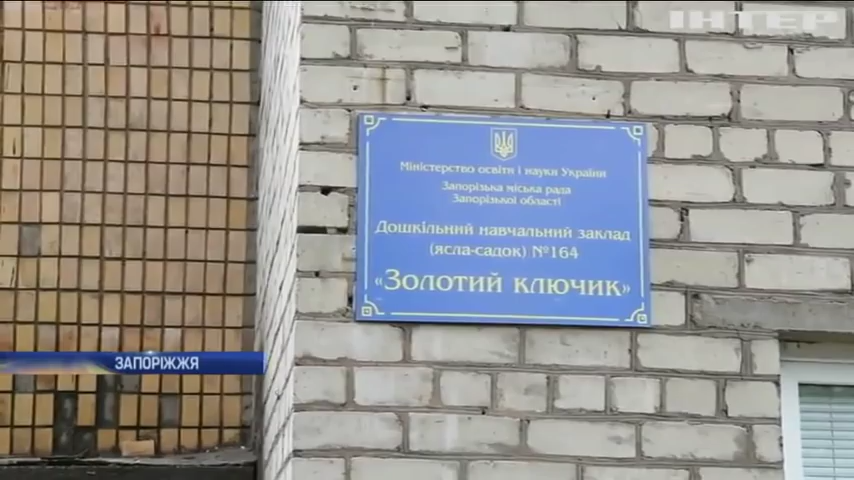 ІНТЕР
Міністерство освіти і науки України
Запорізька міська рада
Запорізької області
Дошкільний навчальний заклад
(ясла-садок) №164
«Золотий ключик»
ЗАПОРІЖЖЯ